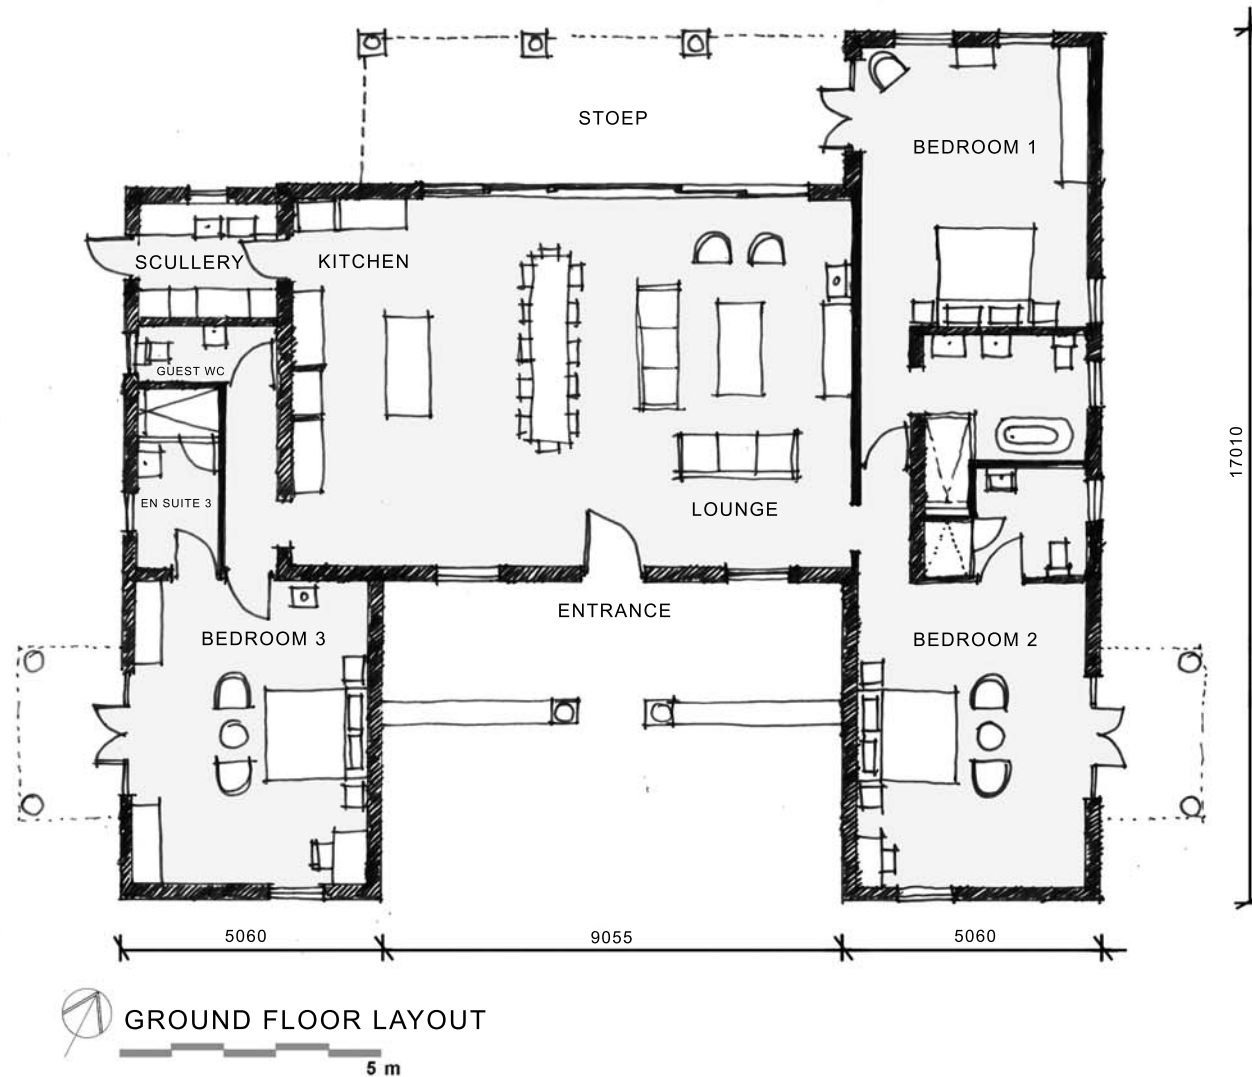 STOEP
BEDROOM 1
SCULLERY
KITCHEN
GUEST WC
17010
EN SUITE 3
LOUNGE
ENTRANCE
BEDROOM 3
BEDROOM 2
5060
9055
5060
GROUND FLOOR LAYOUT
5 m